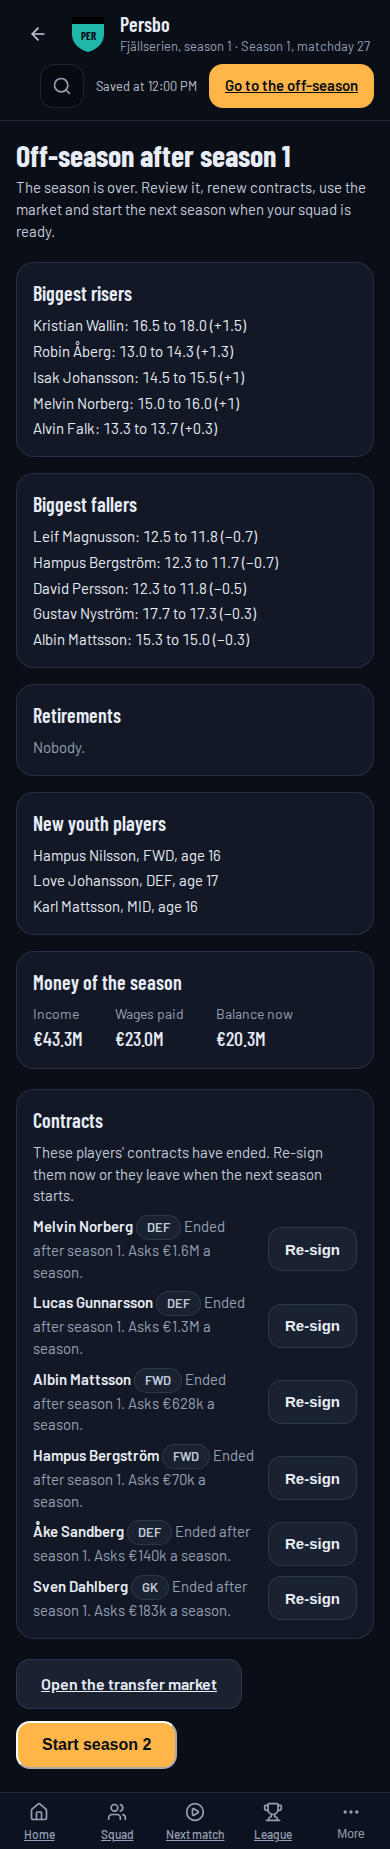 PER
Persbo
Fjällserien, season 1 · Season 1, matchday 27
Saved at 12:00 PM
Go to the off-season
Off-season after season 1
The season is over. Review it, renew contracts, use the
market and start the next season when your squad is
ready.
Biggest risers
Kristian Wallin: 16.5 to 18.0 (+1.5)
Robin Åberg: 13.0 to 14.3 (+1.3)
Isak Johansson: 14.5 to 15.5 (+1)
Melvin Norberg: 15.0 to 16.0 (+1)
Alvin Falk: 13.3 to 13.7 (+0.3)
Biggest fallers
Leif Magnusson: 12.5 to 11.8 (−0.7)
Hampus Bergström: 12.3 to 11.7 (−0.7)
David Persson: 12.3 to 11.8 (−0.5)
Gustav Nyström: 17.7 to 17.3 (−0.3)
Albin Mattsson: 15.3 to 15.0 (−0.3)
Retirements
Nobody.
New youth players
Hampus Nilsson, FWD, age 16
Love Johansson, DEF, age 17
Karl Mattsson, MID, age 16
Money of the season
Income
Wages paid
Balance now
€43.3M
€23.0M
€20.3M
Contracts
These players' contracts have ended. Re-sign
them now or they leave when the next season
starts.
Melvin Norberg DEF Ended
after season 1. Asks €1.6M a
season.
Re-sign
Lucas Gunnarsson DEF Ended
after season 1. Asks €1.3M a
season.
Re-sign
Albin Mattsson FWD Ended
after season 1. Asks €628k a
season.
Re-sign
Hampus Bergström FWD Ended
after season 1. Asks €70k a
season.
Re-sign
Åke Sandberg DEF Ended after
season 1. Asks €140k a season.
Re-sign
Sven Dahlberg GK Ended after
season 1. Asks €183k a season.
Re-sign
Open the transfer market
Start season 2
Home
Squad
Next match
League
More